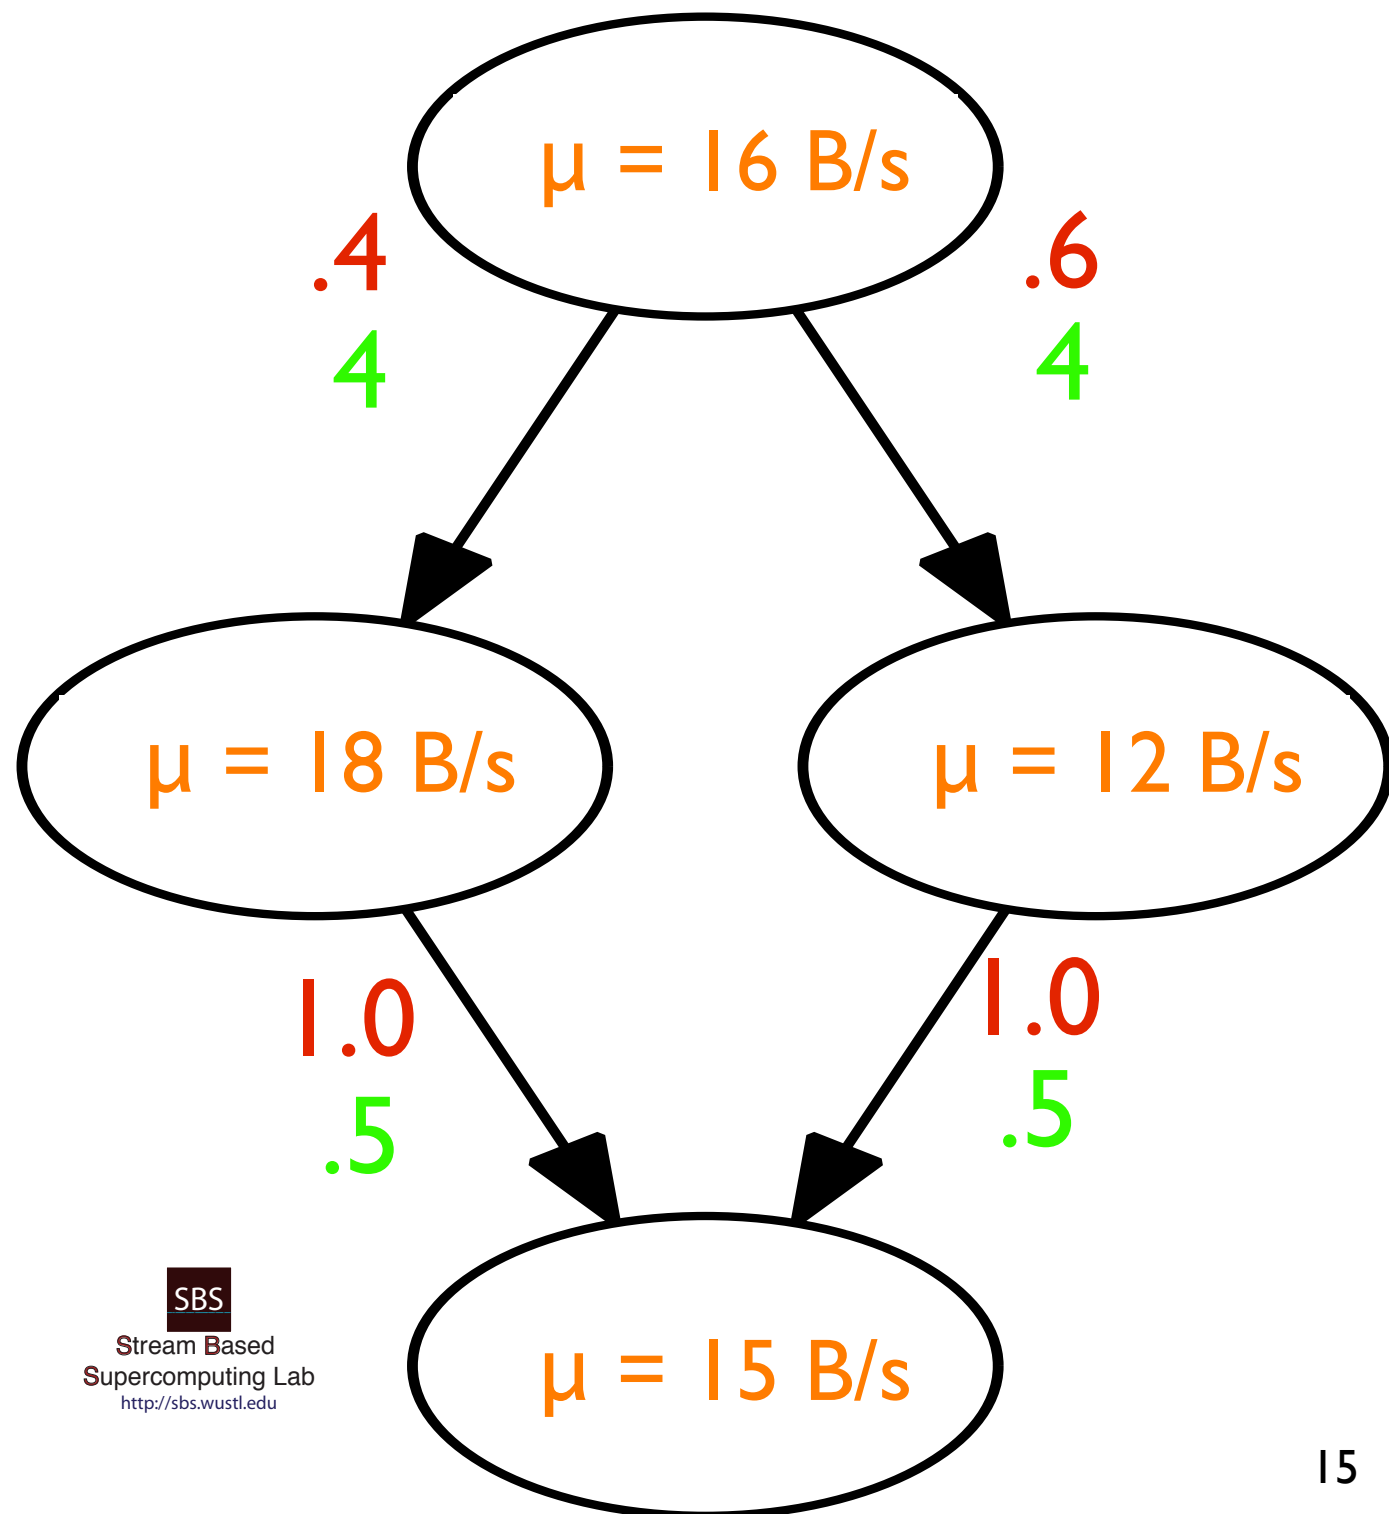 μ = 16 B/s
.4
.6
4
4
μ = 18 B/s
μ = 12 B/s
1.0
1.0
.5
.5
SBS
Stream Based
Supercomputing Lab
http://sbs.wustl.edu
μ = 15 B/s
15